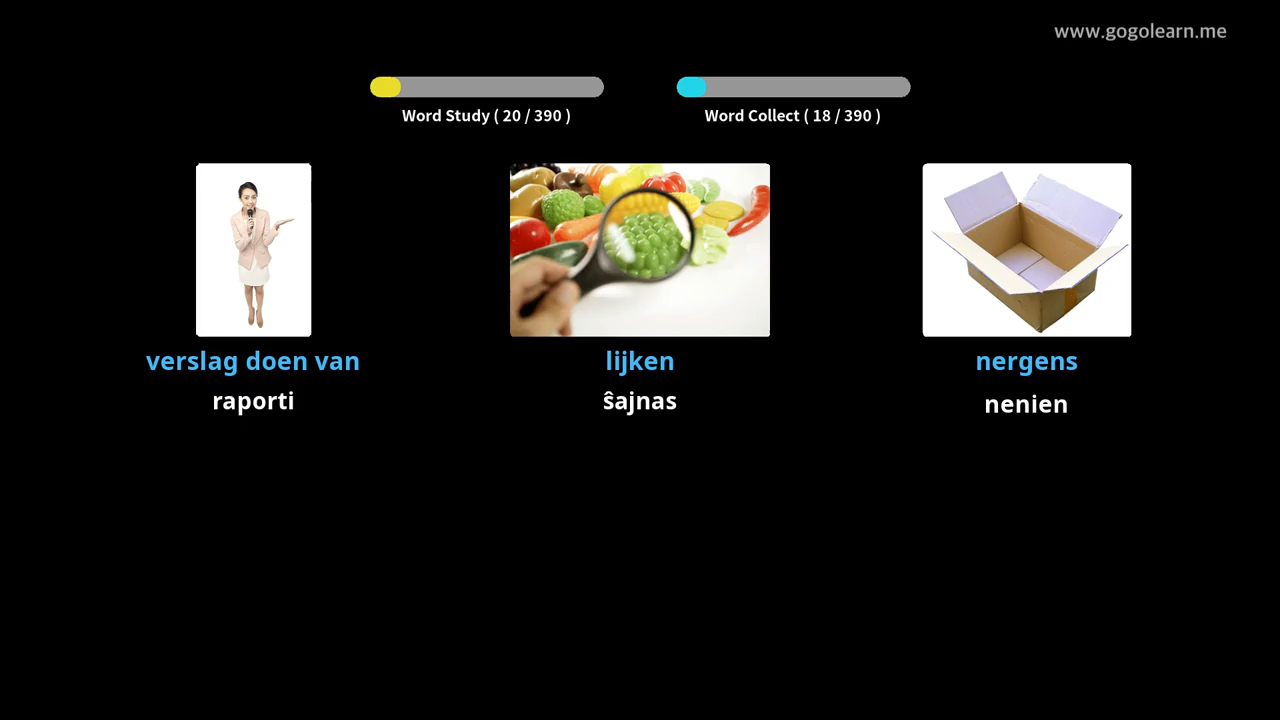 www.gogolearn.me
Word Study ( 20 / 390 )
Word Collect ( 18 / 390 )
verslag doen van
raporti
lijken
ŝajnas
nergens
nenien